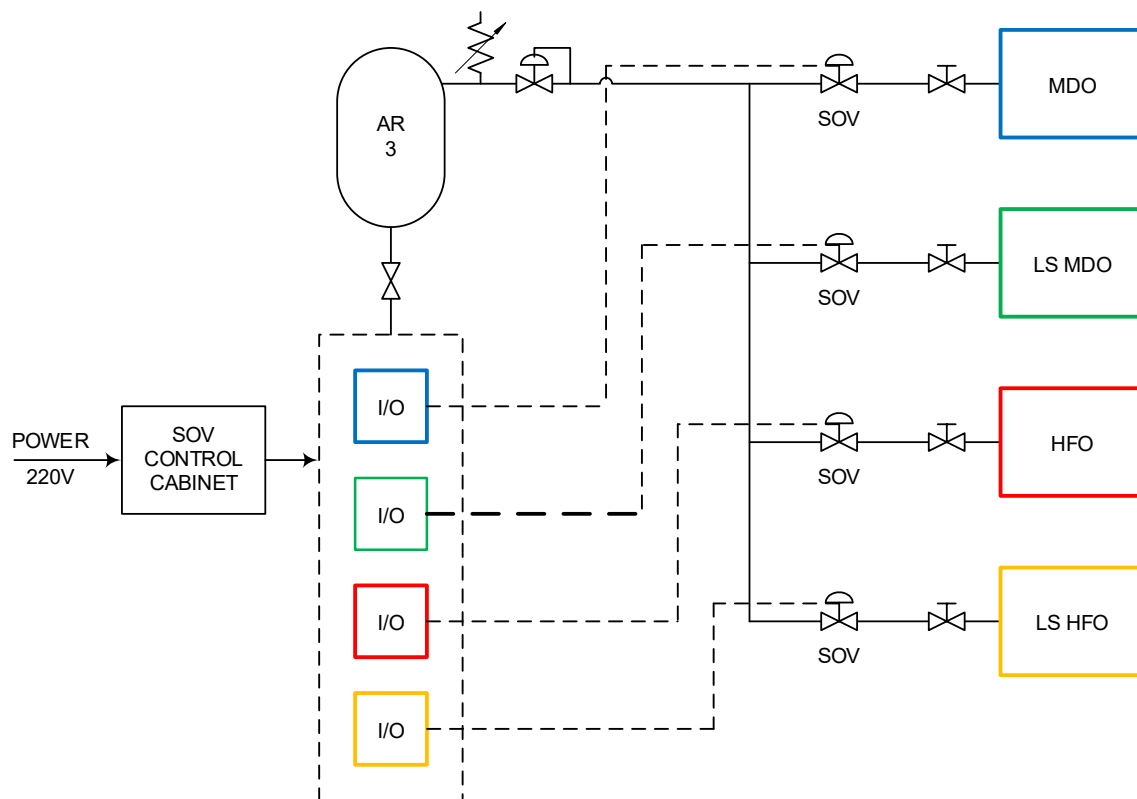 AR
3
MDO
SOV
LS MDO
SOV
I/O
POWER
220V
SOV
CONTROL
CABINET
HFO
SOV
I/O
I/O
LS HFO
SOV
I/O